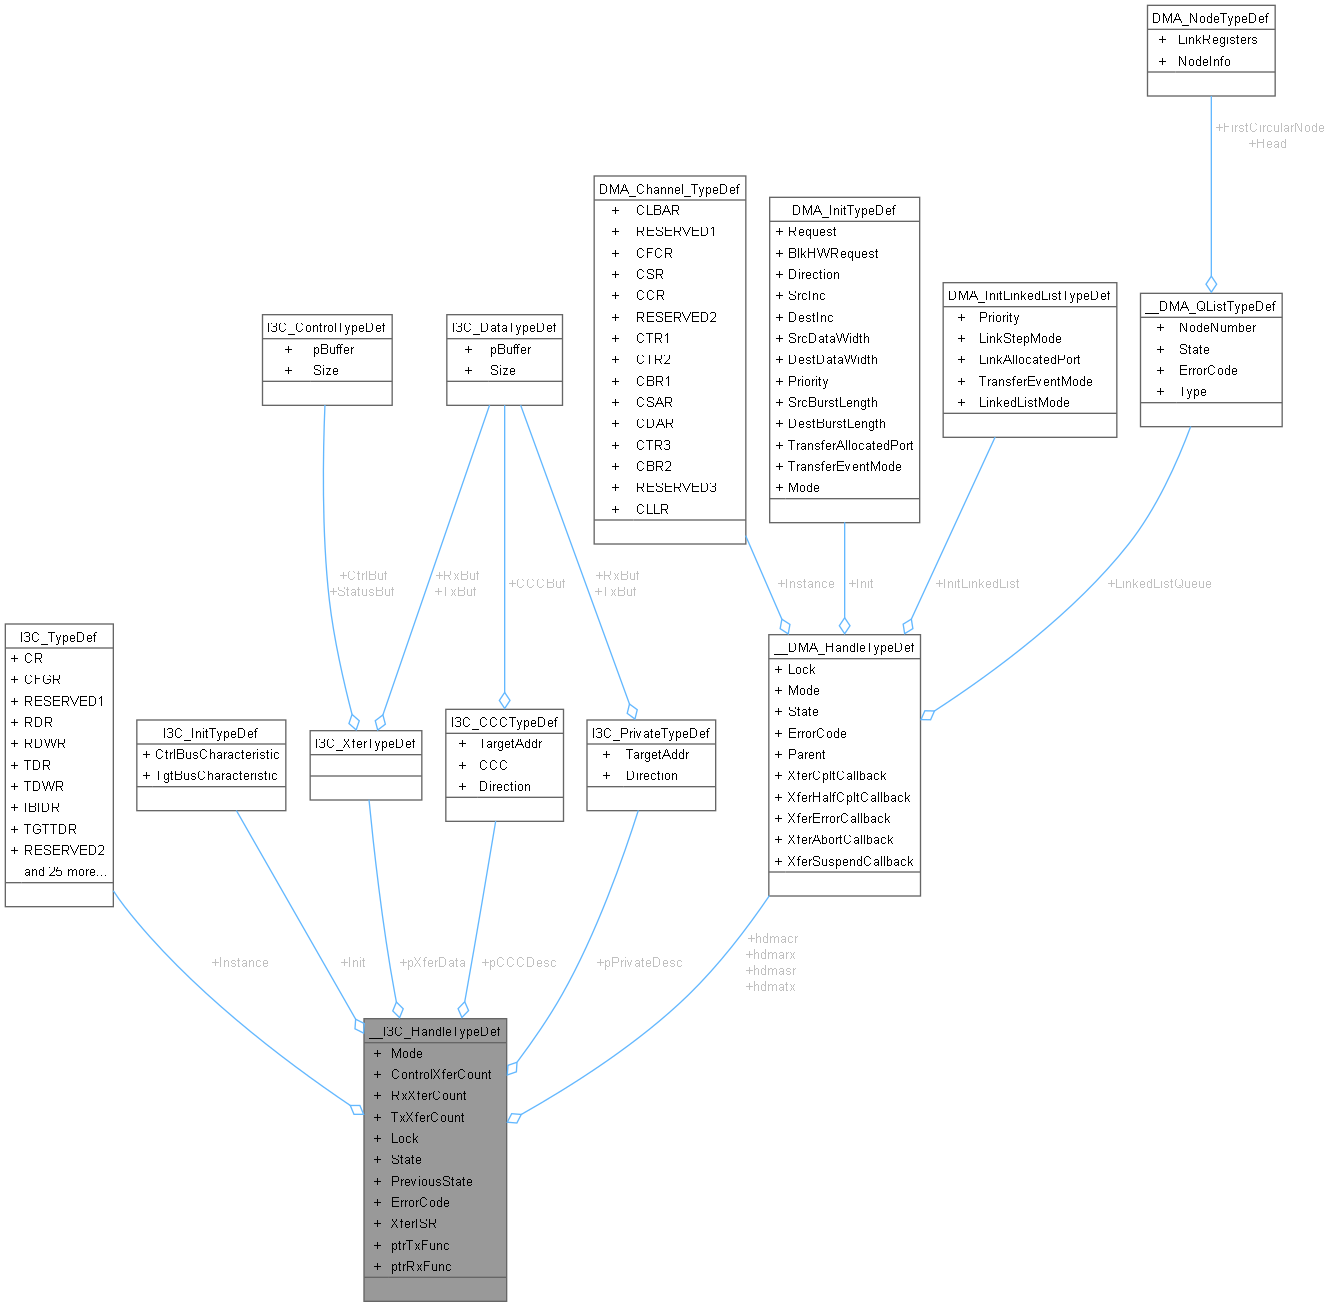 DMA_NodeTypeDef
+ LinkRegisters
+ NodeInfo
+FirstCircularNode
+Head
DMA_Channel_TypeDef
+ CLBAR
+ RESERVED1
+ CFCR
+ CSR
+ CCR
+ RESERVED2
+ CTR1
+ CTR2
+ CBR1
+ CSAR
+ CDAR
+ CTR3
+ CBR2
+ RESERVED3
+ CLLR
DMA_InitTypeDef
+ Request
+ BlkHWRequest
+ Direction
+ SrcInc
+ DestInc
+ SrcDataWidth
+ DestDataWidth
+ Priority
+ SrcBurstLength
+ DestBurstLength
+ TransferAllocatedPort
+ TransferEventMode
+ Mode
DMA_InitLinkedListTypeDef
+ Priority
+ LinkStepMode
+ LinkAllocatedPort
+ TransferEventMode
+ LinkedListMode
__DMA_QListTypeDef
+ NodeNumber
+ State
+ ErrorCode
+ Type
I3C_ControlTypeDef
+ pBuffer
+ Size
I3C_DataTypeDef
+ pBuffer
+ Size
+CtrlBuf
+StatusBuf
+RxBuf
+TxBuf
+CCCBuf
+RxBuf
+TxBuf
+Instance
+Init
+InitLinkedList
+LinkedListQueue
I3C_TypeDef
+ CR
+ CFGR
+ RESERVED1
+ RDR
+ RDWR
+ TDR
+ TDWR
+ IBIDR
+ TGTTDR
+ RESERVED2
and 25 more...
I3C_InitTypeDef
+ CtrlBusCharacteristic
+ TgtBusCharacteristic
I3C_XferTypeDef
I3C_CCCTypeDef
+ TargetAddr
+ CCC
+ Direction
I3C_PrivateTypeDef
+ TargetAddr
+ Direction
__DMA_HandleTypeDef
+ Lock
+ Mode
+ State
+ ErrorCode
+ Parent
+ XferCpltCallback
+ XferHalfCpltCallback
+ XferErrorCallback
+ XferAbortCallback
+ XferSuspendCallback
+Instance
+Init
+pXferData
+pCCCDesc
+pPrivateDesc
+hdmacr
+hdmarx
+hdmasr
+hdmatx
__I3C_HandleTypeDef
+ Mode
+ ControlXferCount
+ RxXferCount
+ TxXferCount
+ Lock
+ State
+ PreviousState
+ ErrorCode
+ XferISR
+ ptrTxFunc
+ ptrRxFunc